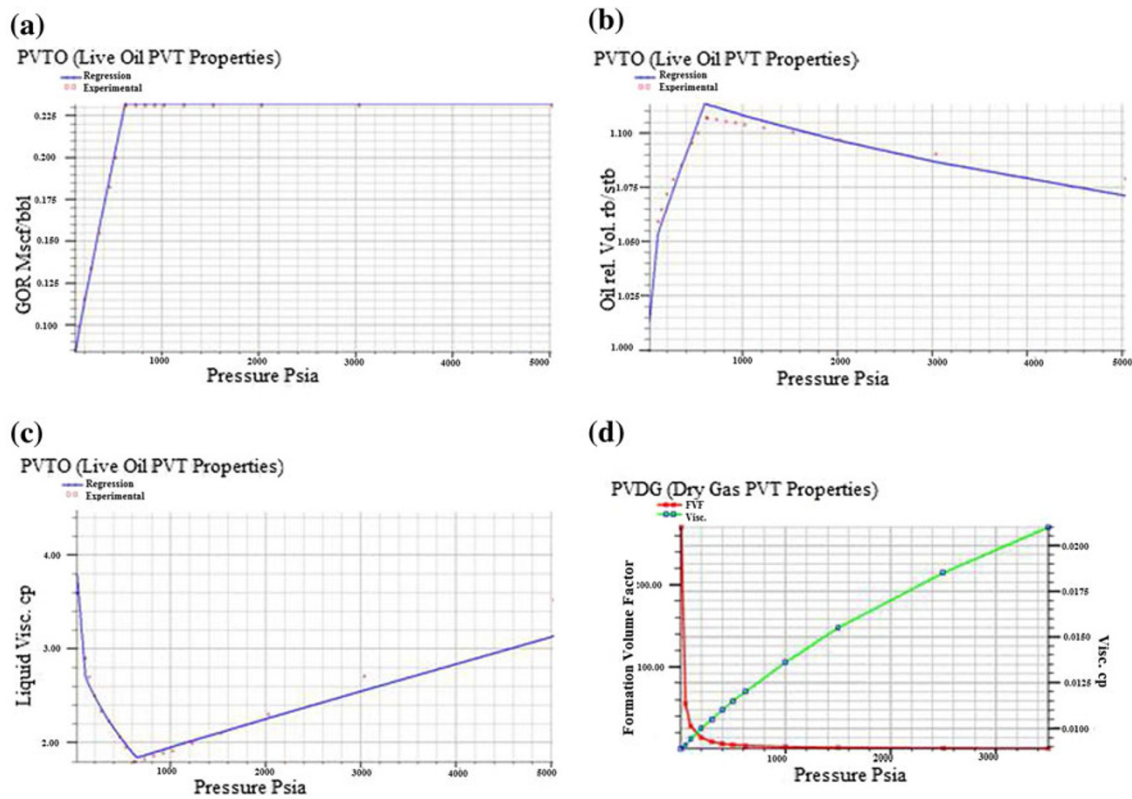 (a)
PVTO (Live Oil PVT Properties)
Regression
Experimental
0.225
0.200
0.175
0.150
0.125
0.100
GOR Mscf/bbl
1000
2000
3000
4000
5000
Pressure Psia
(b)
PVTO (Live Oil PVT Properties)
Regression
Experimental
1.100
1.075
1.050
1.025
1.000
Oil rel. Vol. rb/stb
1000
2000
3000
4000
5000
Pressure Psia
(c)
PVTO (Live Oil PVT Properties)
Regression
Experimental
4.00
3.00
2.00
Liquid Visc. cp
1000
2000
3000
4000
5000
Pressure Psia
(d)
PVDG (Dry Gas PVT Properties)
FVF
Visc.
00.00
100.00
Formation Volume Factor
0.0200
0.0175
0.0150
0.0125
0.0100
Visc. cp
1000
2000
3000
Pressure Psia